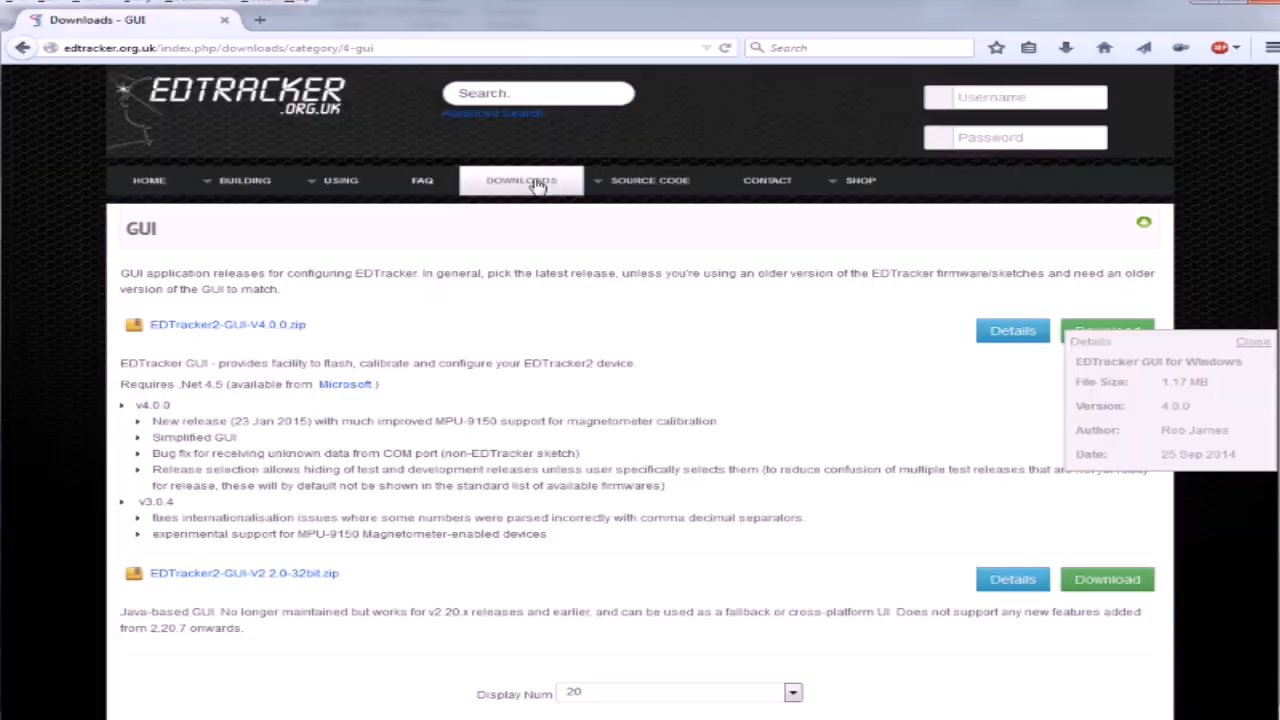 Downloads - GUI
edtracker.org.uk/index.php/downloads/category/4-gui
Search
EDTRACKER
.ORG.UK
Search.
Advanced Search
Username
Password
HOME BUILDING USING FAQ DOWNLOADS SOURCE CODE CONTACT SHOP
GUI
GUI application releases for configuring EDTracker. In general, pick the latest release, unless you're using an older version of the EDTracker firmware/sketches and need an older
version of the GUI to match.
EDTracker2-GUI-V4.0.0.zip
Details
Download
EDTracker GUI - provides facility to flash, calibrate and configure your EDTracker2 device.
Requires .Net 4.5 (available from Microsoft )
v4.0.0
New release (23 Jan 2015) with much improved MPU-9150 support for magnetometer calibration
Simplified GUI
Bug fix for receiving unknown data from COM port (non-EDTracker sketch)
Release selection allows hiding of test and development releases unless user specifically selects them (to reduce confusion of multiple test releases that are
for release, these will by default not be shown in the standard list of available firmwares)
v3.0.4
fixes internationalisation issues where some numbers were parsed incorrectly with comma decimal separators.
experimental support for MPU-9150 Magnetometer-enabled devices
Details Close
EDTracker GUI for Windows
File Size: 1.17 MB
Version: 4.0.0
Author: Rob James
Date: 25 Sep 2014
EDTracker2-GUI-V2.2.0-32bit.zip
Details
Download
Java-based GUI. No longer maintained but works for v2.20.x releases and earlier, and can be used as a fallback or cross-platform UI. Does not support any new features added
from 2.20.7 onwards.
Display Num 20